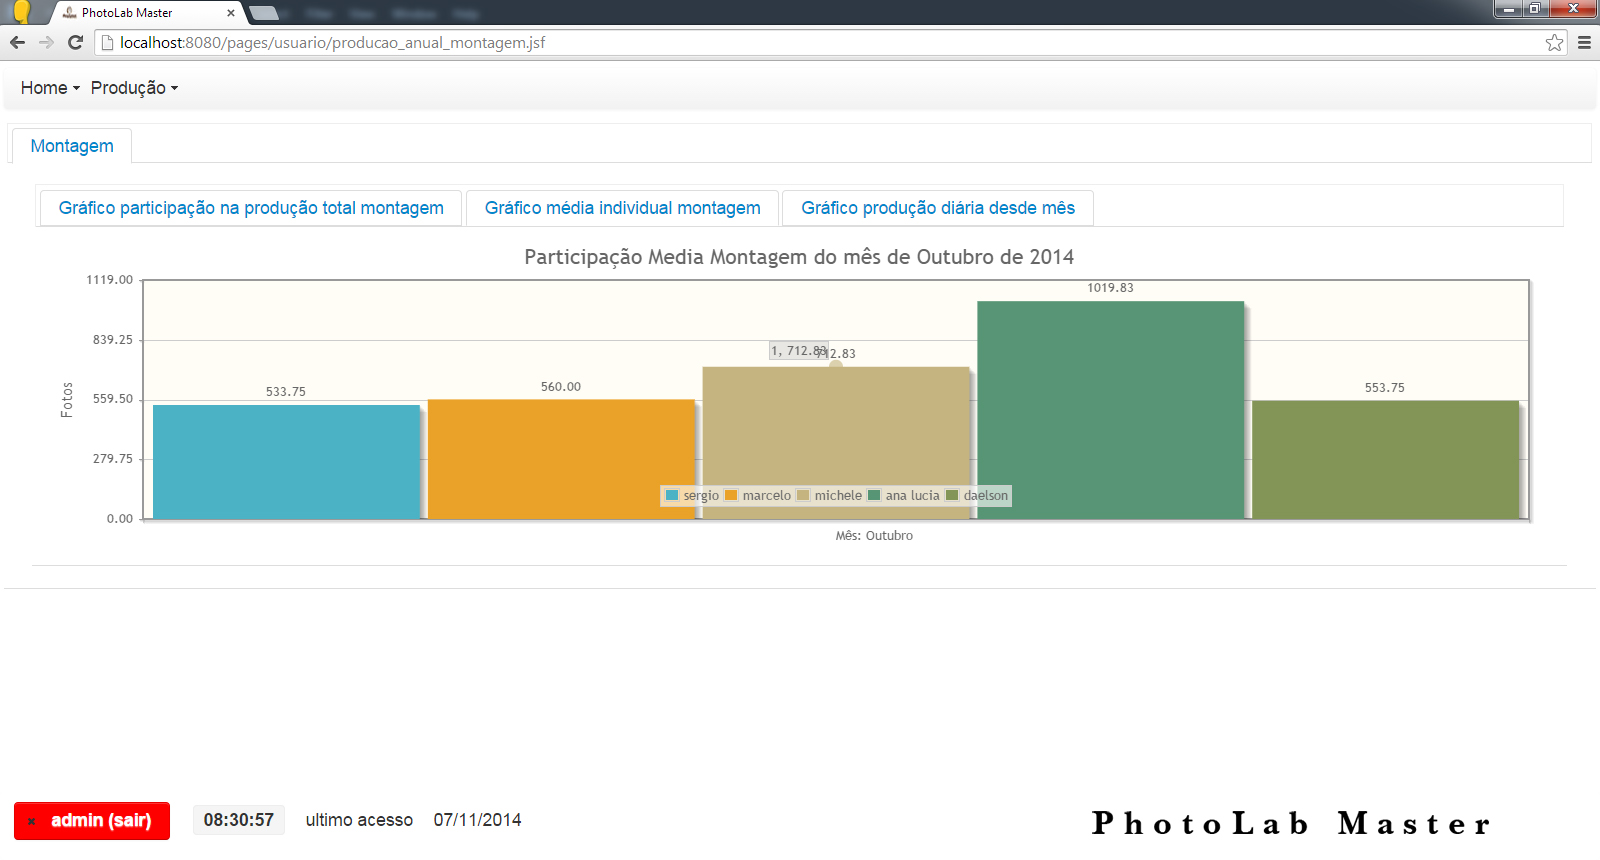 PhotoLab Master
localhost:8080/pages/usuario/producao_anual_montagem.jsf
Home Produção
Montagem
Gráfico participação na produção total montagem Gráfico média individual montagem Gráfico produção diária desde mês
Participação Media Montagem do mês de Outubro de 2014
1119.00
1019.83
839.25
1, 712.83 712.83
533.75 560.00 553.75
559.50
Fotos
279.75
sergio marcelo michele ana lucia daelson
0.00
Mês: Outubro
× admin (sair) 08:30:57 ultimo acesso 07/11/2014
PhotoLab Master